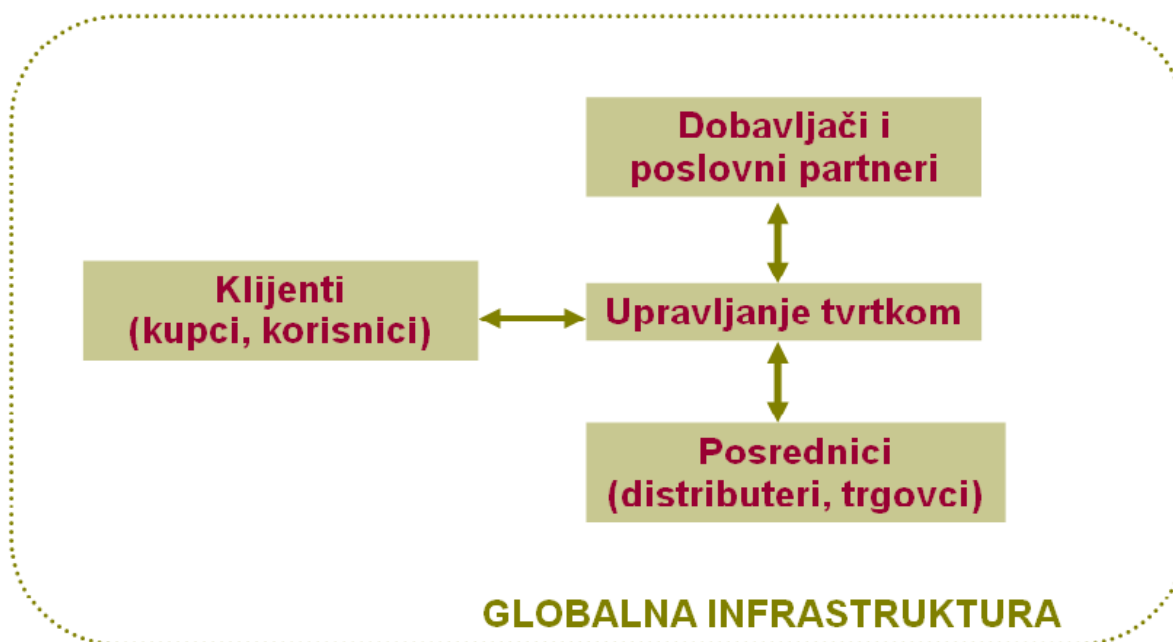 Dobavljači i
poslovni partneri
Klijenti
(kupci, korisnici)
Upravljanje tvrtkom
Posrednici
(distributeri, trgovci)
GLOBALNA INFRASTRUKTURA